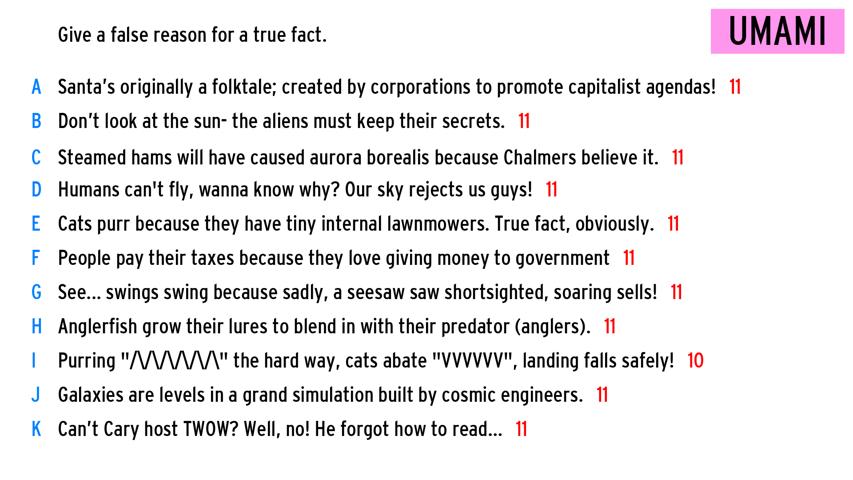 Give a false reason for a true fact.
UMAMI
A Santa's originally a folktale; created by corporations to promote capitalist agendas! 11
B Don't look at the sun- the aliens must keep their secrets. 11
C Steamed hams will have caused aurora borealis because Chalmers believe it. 11
D Humans can't fly, wanna know why? Our sky rejects us guys! 11
E Cats purr because they have tiny internal lawnmowers. True fact, obviously. 11
F People pay their taxes because they love giving money to government 11
G See... swings swing because sadly, a seesaw saw shortsighted, soaring sells! 11
H Anglerfish grow their lures to blend in with their predator (anglers). 11
I Purring "/\/\/\/\/\/\/\" the hard way, cats abate "VVVVVV", landing falls safely! 10
J Galaxies are levels in a grand simulation built by cosmic engineers. 11
K Can't Cary host TWOW? Well, no! He forgot how to read... 11